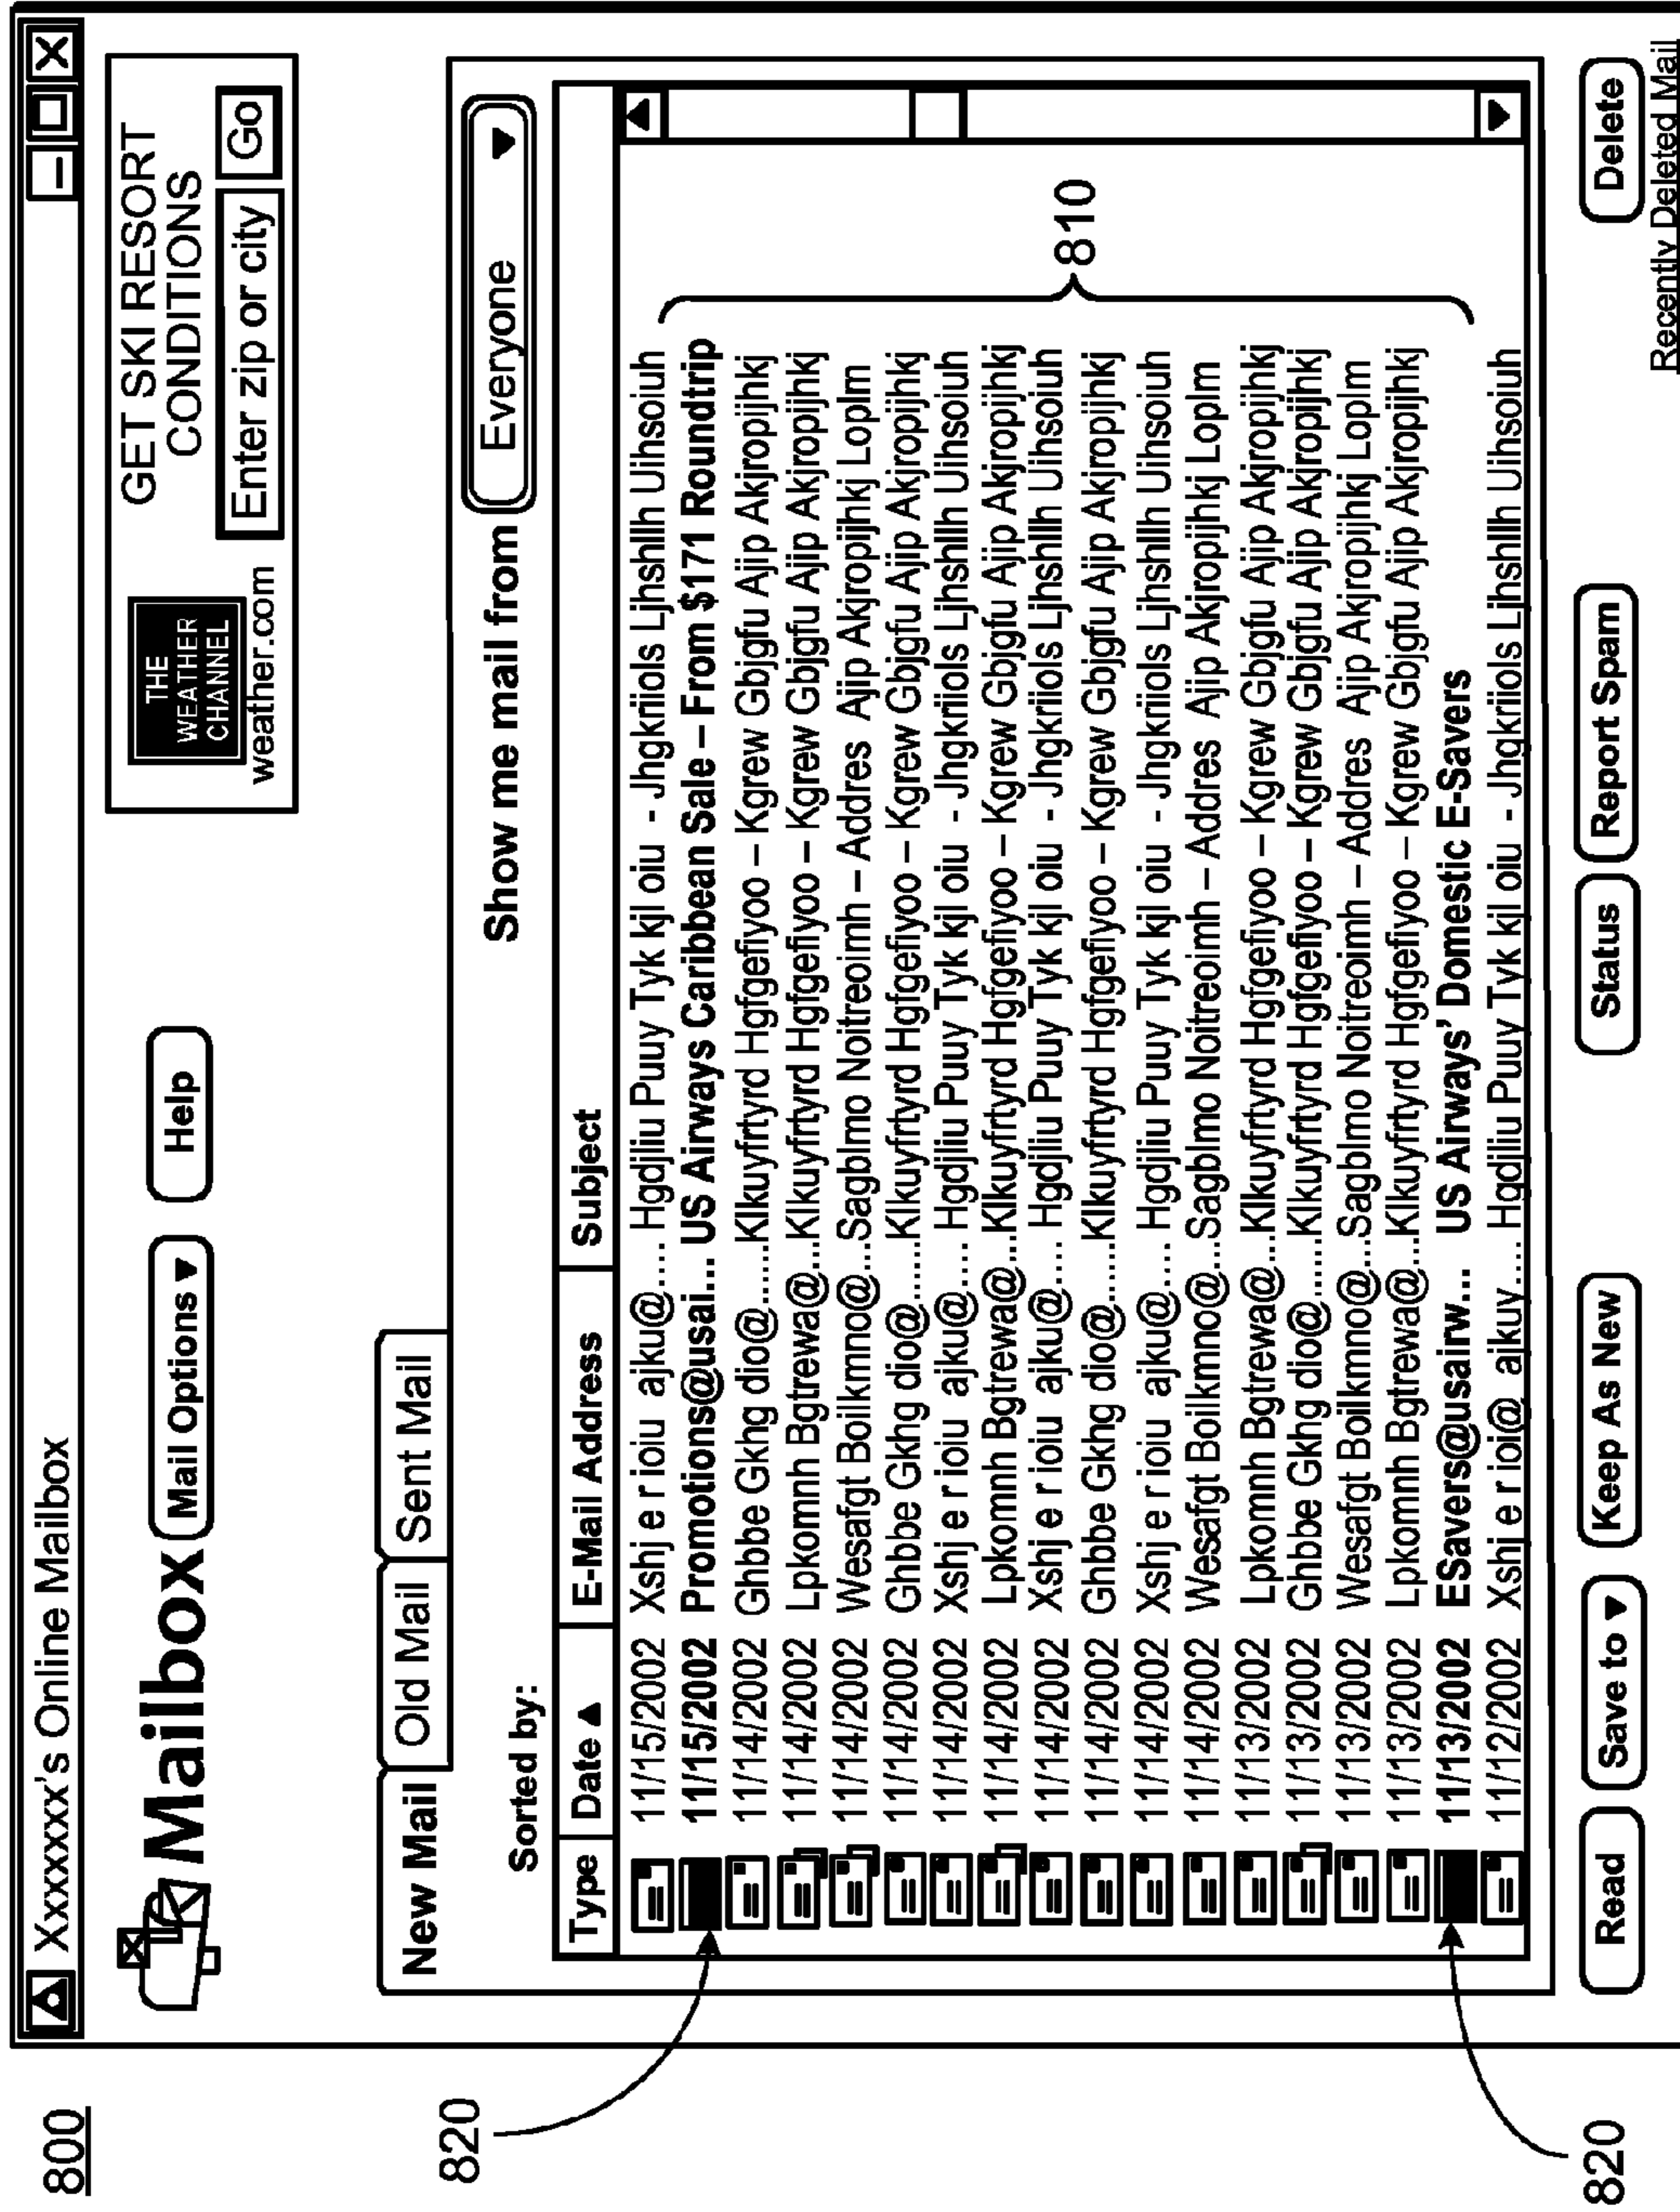 800
Xxxxxxx's Online Mailbox
Mailbox Mail Options Help
THE
WEATHER
CHANNEL
weather.com
GET SKI RESORT
CONDITIONS
Enter zip or city Go
New Mail Old Mail Sent Mail
Sorted by: Show me mail from Everyone
Type Date E-Mail Address Subject
11/15/2002 Xshj e r ioiu ajku@.... Hgdjliu Puuy Tyk kjl oiu - Jhgkriiols Ljhshllh Uihsoiuh
11/15/2002 Promotions@usai... US Airways Caribbean Sale – From $171 Roundtrip
11/14/2002 Ghbbe Gkhg dio@......Klkuyfrtyrd Hgfgefiyoo – Kgrew Gbjgfu Ajip Akjropijhkj
11/14/2002 Lpkomnh Bgtrewa@...Klkuyfrtyrd Hgfgefiyoo – Kgrew Gbjgfu Ajip Akjropijhkj
11/14/2002 Wesafgt Boilkmno@...Sagblmo Noitreoimh – Addres Ajip Akjropijhkj Loplm
11/14/2002 Ghbbe Gkhg dio@......Klkuyfrtyrd Hgfgefiyoo – Kgrew Gbjgfu Ajip Akjropijhkj
11/14/2002 Xshj e r ioiu ajku@.... Hgdjliu Puuy Tyk kjl oiu - Jhgkriiols Ljhshllh Uihsoiuh
11/14/2002 Lpkomnh Bgtrewa@...Klkuyfrtyrd Hgfgefiyoo – Kgrew Gbjgfu Ajip Akjropijhkj
11/14/2002 Xshj e r ioiu ajku@.... Hgdjliu Puuy Tyk kjl oiu - Jhgkriiols Ljhshllh Uihsoiuh
11/14/2002 Ghbbe Gkhg dio@......Klkuyfrtyrd Hgfgefiyoo – Kgrew Gbjgfu Ajip Akjropijhkj
11/14/2002 Xshj e r ioiu ajku@.... Hgdjliu Puuy Tyk kjl oiu - Jhgkriiols Ljhshllh Uihsoiuh
11/14/2002 Wesafgt Boilkmno@...Sagblmo Noitreoimh – Addres Ajip Akjropijhkj Loplm
11/13/2002 Lpkomnh Bgtrewa@...Klkuyfrtyrd Hgfgefiyoo – Kgrew Gbjgfu Ajip Akjropijhkj
11/13/2002 Ghbbe Gkhg dio@......Klkuyfrtyrd Hgfgefiyoo – Kgrew Gbjgfu Ajip Akjropijhkj
11/13/2002 Wesafgt Boilkmno@...Sagblmo Noitreoimh – Addres Ajip Akjropijhkj Loplm
11/13/2002 Lpkomnh Bgtrewa@...Klkuyfrtyrd Hgfgefiyoo – Kgrew Gbjgfu Ajip Akjropijhkj
11/13/2002 ESavers@usairw... US Airways' Domestic E-Savers
11/12/2002 Xshj e r ioi@ ajkuy.... Hgdjliu Puuy Tyk kjl oiu - Jhgkriiols Ljhshllh Uihsoiuh
810
820
820
Read Save to Keep As New Status Report Spam Delete
Recently Deleted Mail